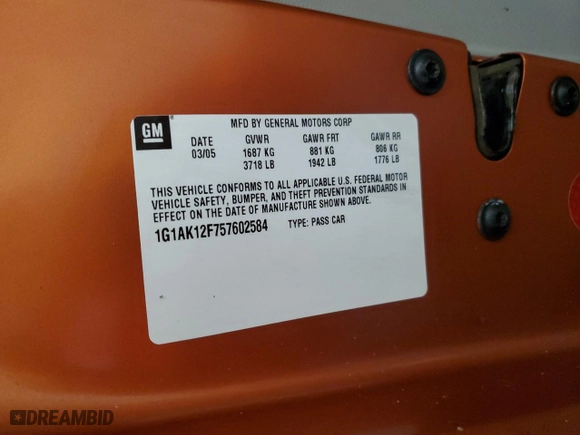 GM
MFD BY GENERAL MOTORS CORP
DATE GVWR GAWR FRT GAWR RR
03/05 1687 KG 881 KG 806 KG
3718 LB 1942 LB 1776 LB
THIS VEHICLE CONFORMS TO ALL APPLICABLE U.S. FEDERAL MOTOR
VEHICLE SAFETY, BUMPER, AND THEFT PREVENTION STANDARDS IN
EFFECT ON THE DATE OF MANUFACTURE SHOWN ABOVE.
1G1AK12F757602584 TYPE: PASS CAR
DREAMBID